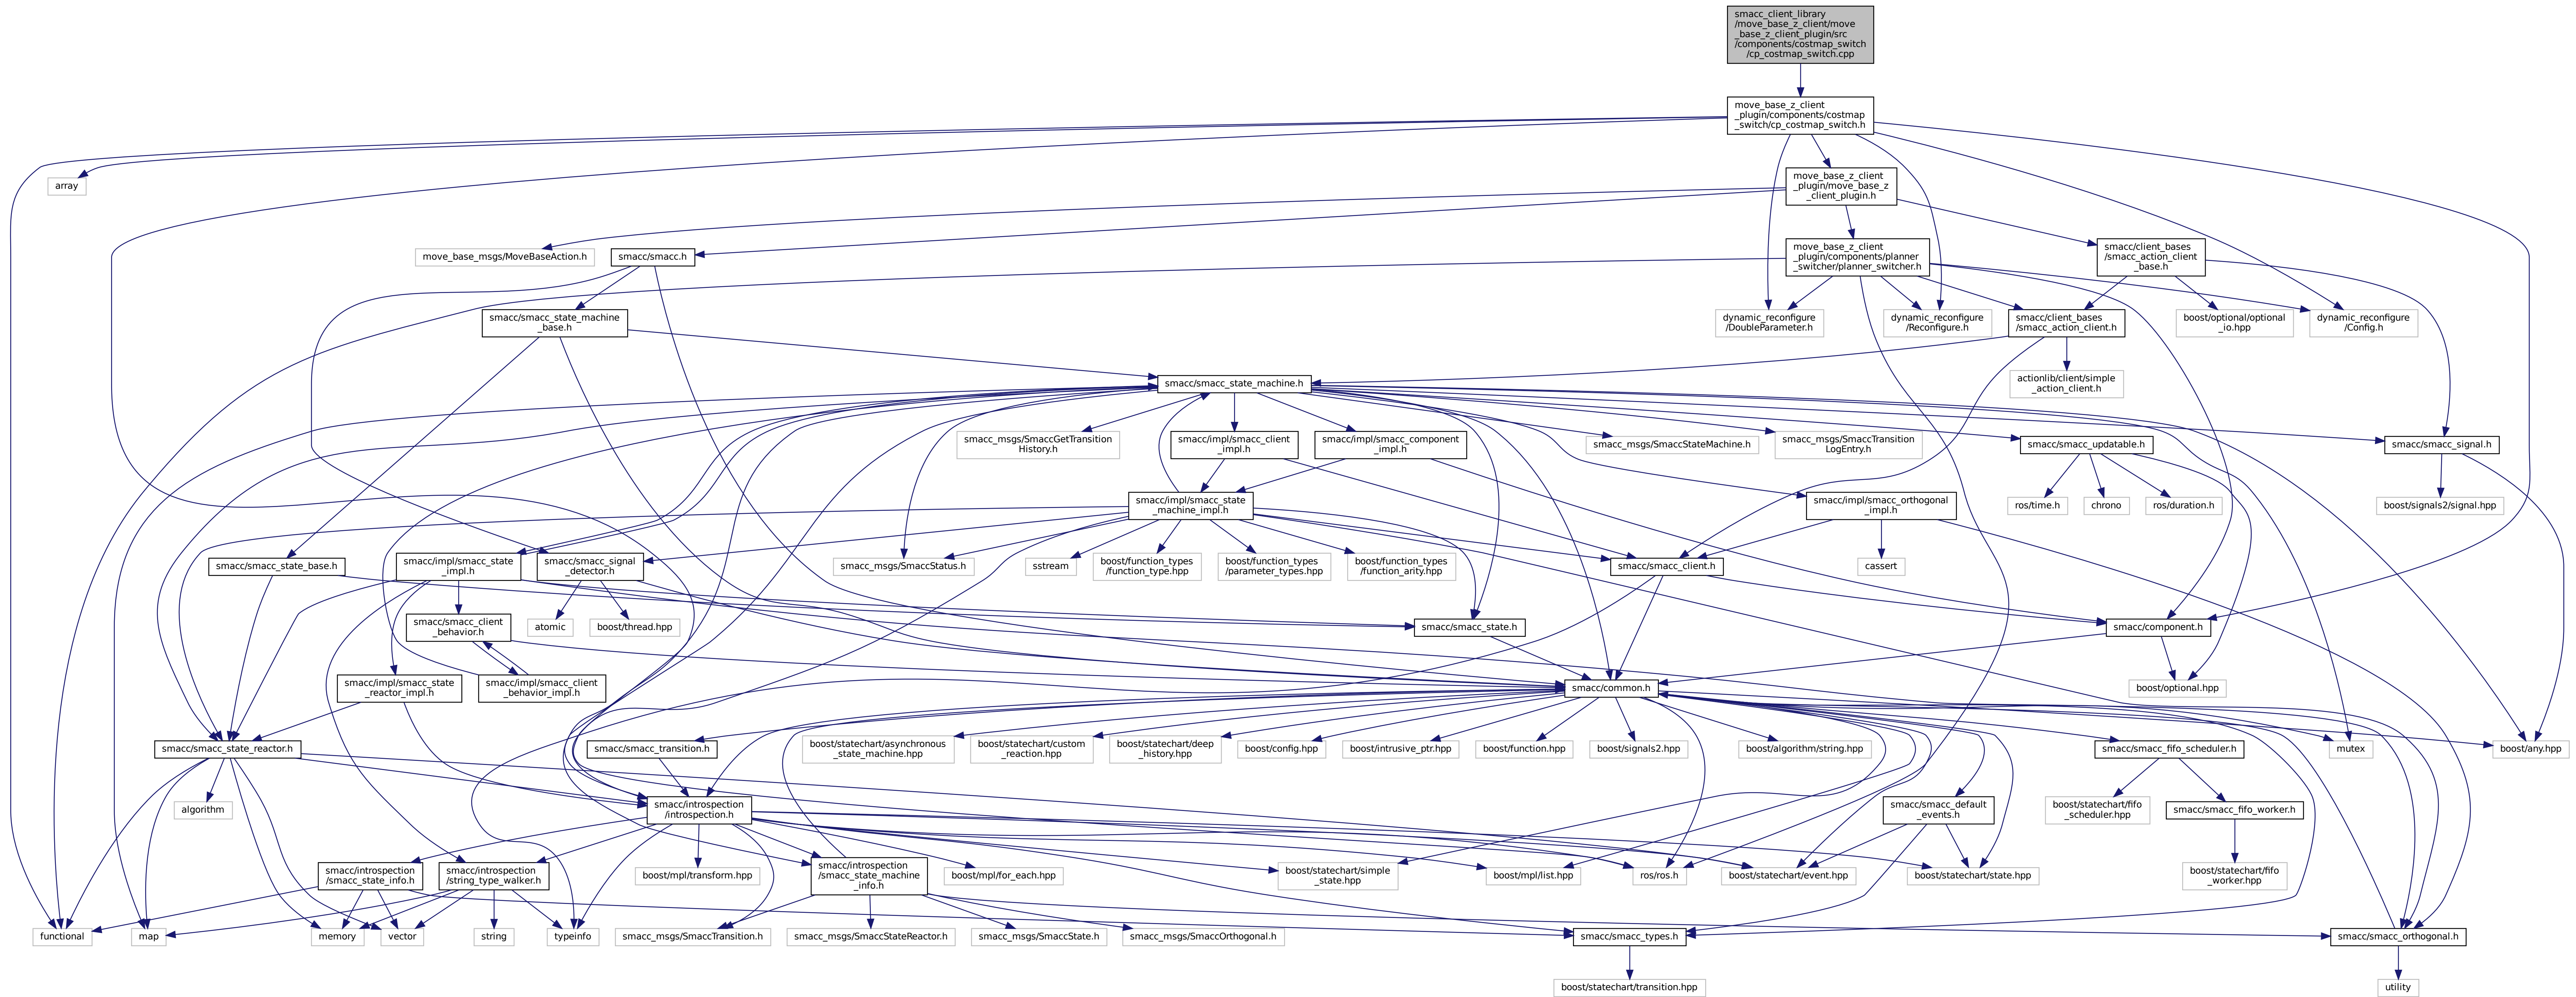 smacc_client_library
/move_base_z_client/move
_base_z_client_plugin/src
/components/costmap_switch
/cp_costmap_switch.cpp
move_base_z_client
_plugin/components/costmap
_switch/cp_costmap_switch.h
array
move_base_z_client
_plugin/move_base_z
_client_plugin.h
move_base_msgs/MoveBaseAction.h
smacc/smacc.h
move_base_z_client
_plugin/components/planner
_switcher/planner_switcher.h
smacc/client_bases
/smacc_action_client
_base.h
smacc/smacc_state_machine
_base.h
dynamic_reconfigure
/DoubleParameter.h
dynamic_reconfigure
/Reconfigure.h
smacc/client_bases
/smacc_action_client.h
boost/optional/optional
_io.hpp
dynamic_reconfigure
/Config.h
smacc/smacc_state_machine.h
actionlib/client/simple
_action_client.h
smacc_msgs/SmaccGetTransition
History.h
smacc/impl/smacc_client
_impl.h
smacc/impl/smacc_component
_impl.h
smacc_msgs/SmaccStateMachine.h
smacc_msgs/SmaccTransition
LogEntry.h
smacc/smacc_updatable.h
smacc/smacc_signal.h
smacc/impl/smacc_state
_machine_impl.h
smacc/impl/smacc_orthogonal
_impl.h
ros/time.h
chrono
ros/duration.h
boost/signals2/signal.hpp
smacc/smacc_state_base.h
smacc/impl/smacc_state
_impl.h
smacc/smacc_signal
_detector.h
smacc_msgs/SmaccStatus.h
sstream
boost/function_types
/function_type.hpp
boost/function_types
/parameter_types.hpp
boost/function_types
/function_arity.hpp
smacc/smacc_client.h
cassert
smacc/smacc_client
_behavior.h
atomic
boost/thread.hpp
smacc/smacc_state.h
smacc/component.h
smacc/impl/smacc_state
_reactor_impl.h
smacc/impl/smacc_client
_behavior_impl.h
smacc/common.h
boost/optional.hpp
smacc/smacc_state_reactor.h
smacc/smacc_transition.h
boost/statechart/asynchronous
_state_machine.hpp
boost/statechart/custom
_reaction.hpp
boost/statechart/deep
_history.hpp
boost/config.hpp
boost/intrusive_ptr.hpp
boost/function.hpp
boost/signals2.hpp
boost/algorithm/string.hpp
smacc/smacc_fifo_scheduler.h
mutex
boost/any.hpp
algorithm
smacc/introspection
/introspection.h
smacc/smacc_default
_events.h
boost/statechart/fifo
_scheduler.hpp
smacc/smacc_fifo_worker.h
smacc/introspection
/smacc_state_info.h
smacc/introspection
/string_type_walker.h
boost/mpl/transform.hpp
smacc/introspection
/smacc_state_machine
_info.h
boost/mpl/for_each.hpp
boost/statechart/simple
_state.hpp
boost/mpl/list.hpp
ros/ros.h
boost/statechart/event.hpp
boost/statechart/state.hpp
boost/statechart/fifo
_worker.hpp
functional
map
memory
vector
string
typeinfo
smacc_msgs/SmaccTransition.h
smacc_msgs/SmaccStateReactor.h
smacc_msgs/SmaccState.h
smacc_msgs/SmaccOrthogonal.h
smacc/smacc_types.h
smacc/smacc_orthogonal.h
boost/statechart/transition.hpp
utility